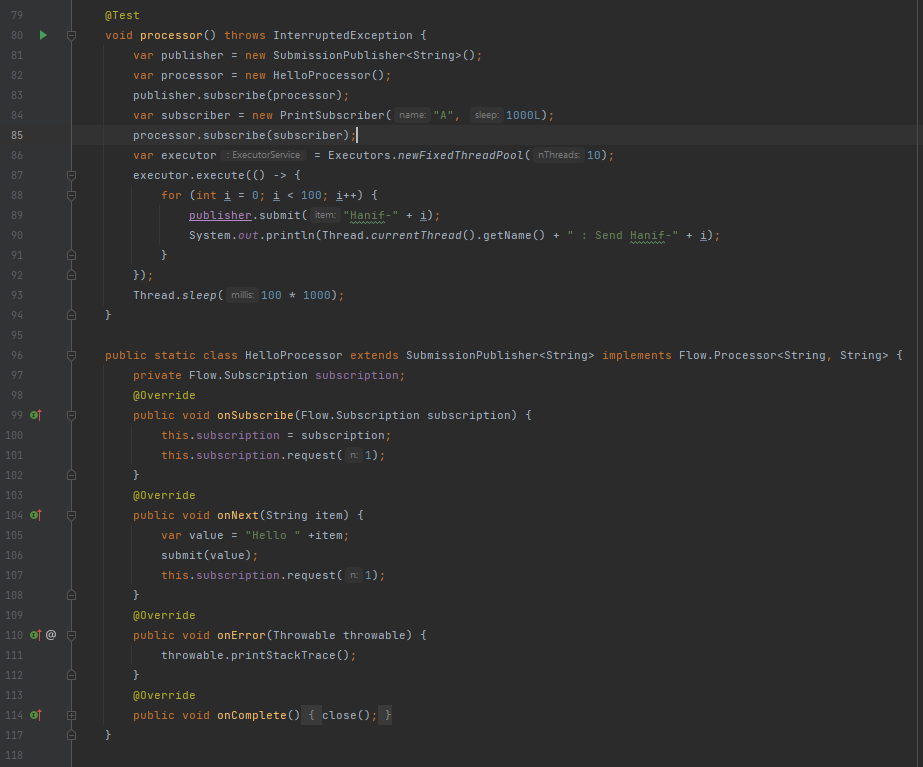 79 @Test
80 void processor() throws InterruptedException {
81 var publisher = new SubmissionPublisher<String>();
82 var processor = new HelloProcessor();
83 publisher.subscribe(processor);
84 var subscriber = new PrintSubscriber( name: "A", sleep: 1000L);
85 processor.subscribe(subscriber);
86 var executor : ExecutorService = Executors.newFixedThreadPool( nThreads: 10);
87 executor.execute(() -> {
88 for (int i = 0; i < 100; i++) {
89 publisher.submit( item: "Hanif-" + i);
90 System.out.println(Thread.currentThread().getName() + " : Send Hanif-" + i);
91 }
92 });
93 Thread.sleep( millis: 100 * 1000);
94 }
95
96 public static class HelloProcessor extends SubmissionPublisher<String> implements Flow.Processor<String, String> {
97 private Flow.Subscription subscription;
98 @Override
99 public void onSubscribe(Flow.Subscription subscription) {
100 this.subscription = subscription;
101 this.subscription.request( n: 1);
102 }
103 @Override
104 public void onNext(String item) {
105 var value = "Hello " +item;
106 submit(value);
107 this.subscription.request( n: 1);
108 }
109 @Override
110 @ public void onError(Throwable throwable) {
111 throwable.printStackTrace();
112 }
113 @Override
114 public void onComplete() { close(); }
117 }
118